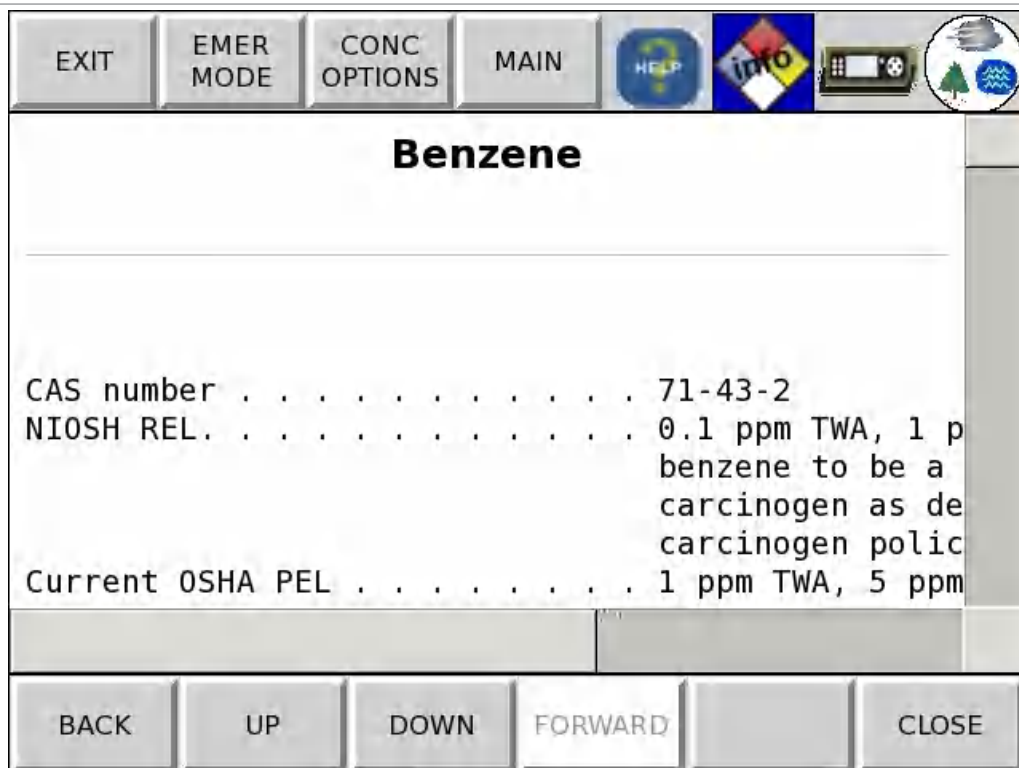 EXIT
EMER MODE
CONC OPTIONS
MAIN
HELP
info
Benzene
CAS number . . . . . . . . . . . 71-43-2
NIOSH REL. . . . . . . . . . . . 0.1 ppm TWA, 1 p
benzene to be a
carcinogen as de
carcinogen polic
Current OSHA PEL . . . . . . . . 1 ppm TWA, 5 ppm
BACK
UP
DOWN
FORWARD
CLOSE